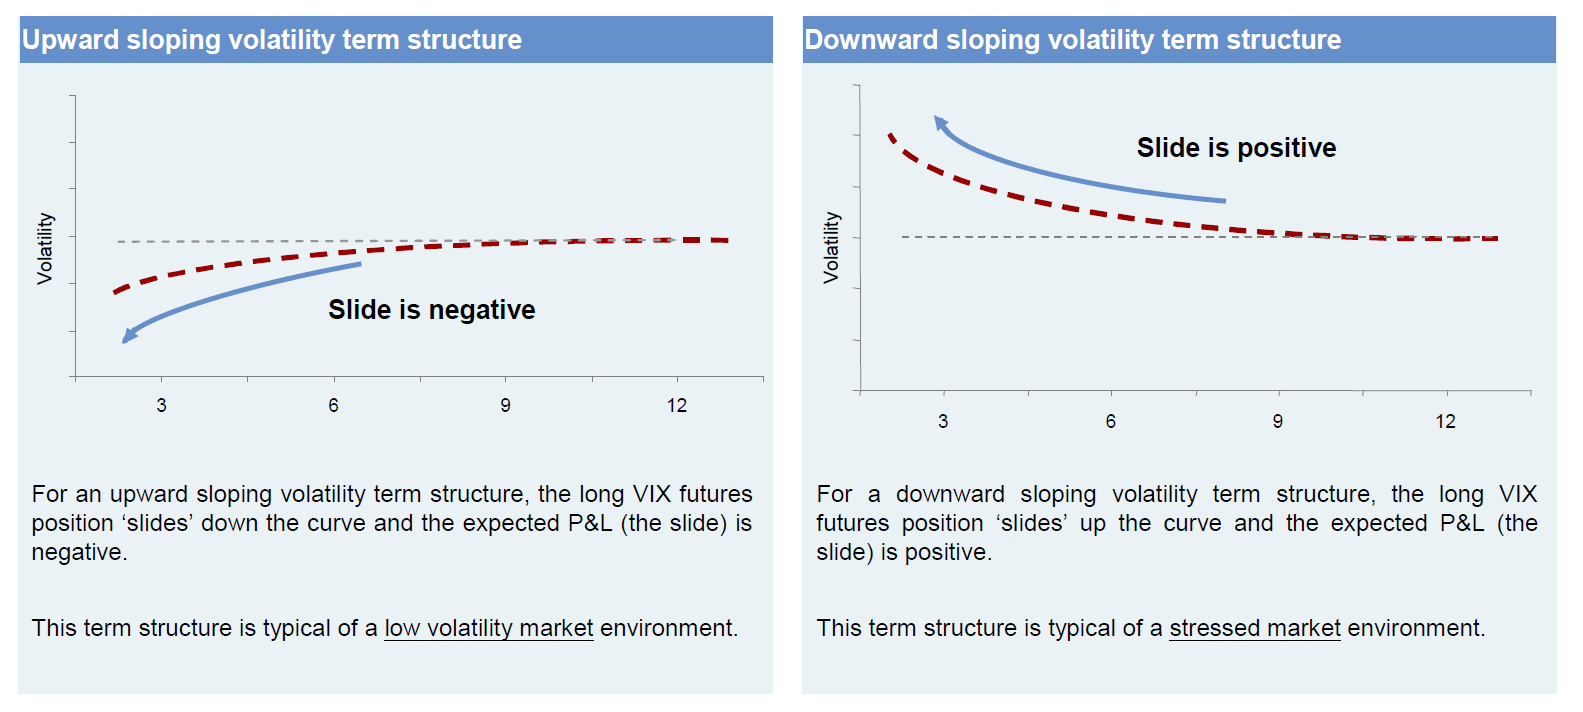 Upward sloping volatility term structure
Volatility
Slide is negative
3 6 9 12
For an upward sloping volatility term structure, the long VIX futures
position ‘slides’ down the curve and the expected P&L (the slide) is
negative.
This term structure is typical of a low volatility market environment.
Downward sloping volatility term structure
Volatility
Slide is positive
3 6 9 12
For a downward sloping volatility term structure, the long VIX
futures position ‘slides’ up the curve and the expected P&L (the
slide) is positive.
This term structure is typical of a stressed market environment.